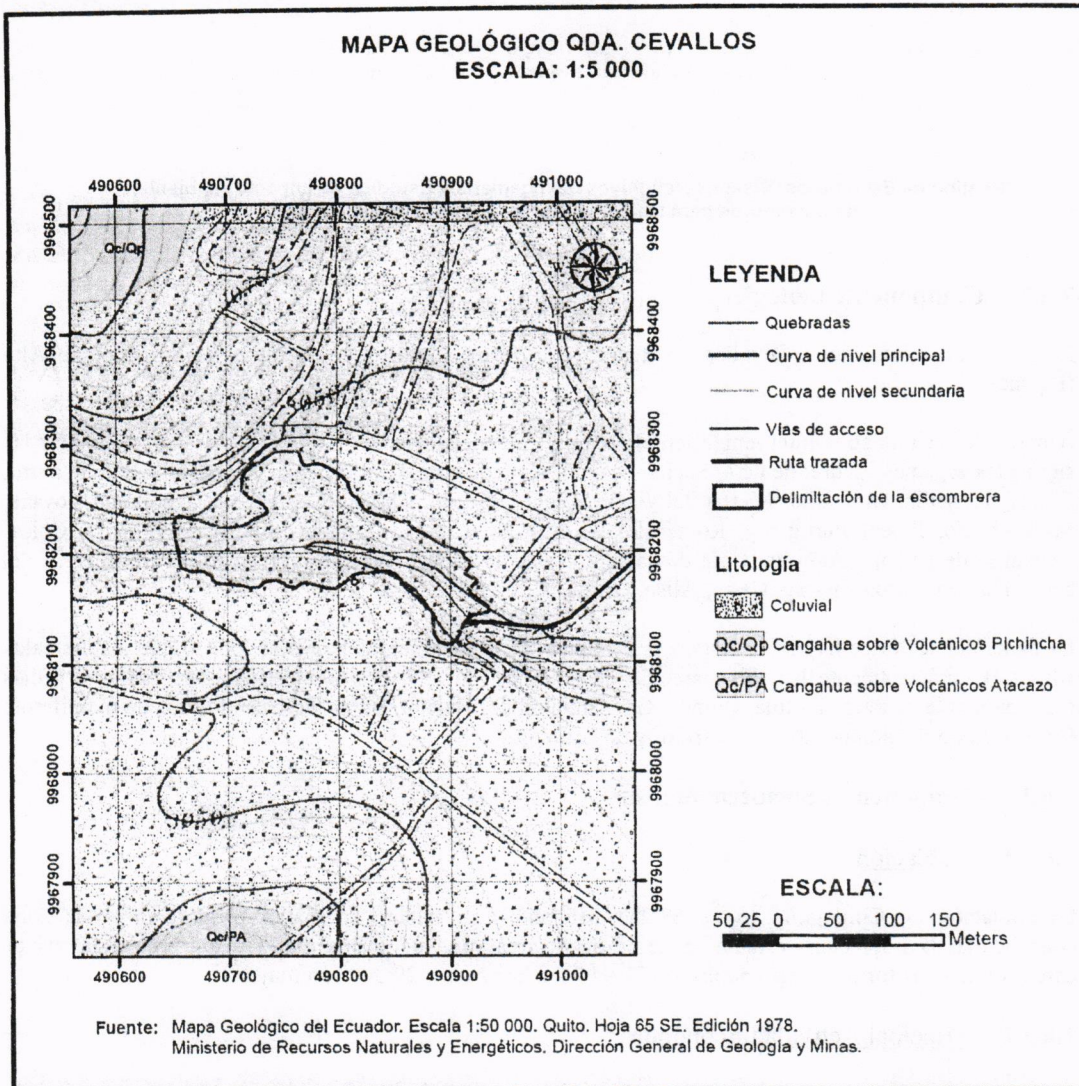 MAPA GEOLÓGICO QDA. CEVALLOS
ESCALA: 1:5 000
490600 490700 490800 490900 491000
9968500 9968500
9968400 9968400
9968300 9968300
9968200 9968200
9968100 9968100
9968000 9968000
9967900 9967900
Qc/Qp
3050
Qc/PA
490600 490700 490800 490900 491000
LEYENDA
Quebradas
Curva de nivel principal
Curva de nivel secundaria
Vías de acceso
Ruta trazada
Delimitación de la escombrera
Litología
Coluvial
Qc/Qp Cangahua sobre Volcánicos Pichincha
Qc/PA Cangahua sobre Volcánicos Atacazo
ESCALA:
50 25 0 50 100 150
Meters
Fuente: Mapa Geológico del Ecuador. Escala 1:50 000. Quito. Hoja 65 SE. Edición 1978.
Ministerio de Recursos Naturales y Energéticos. Dirección General de Geología y Minas.